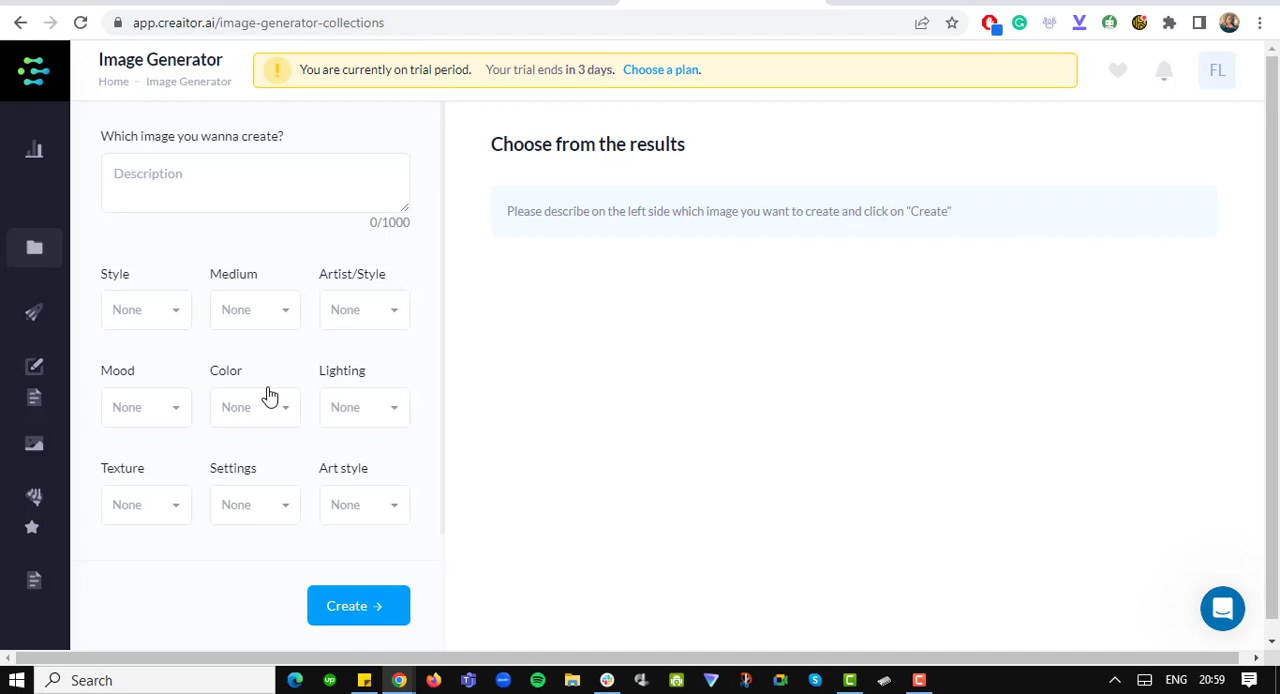 app.creaitor.ai/image-generator-collections
Image Generator
Home - Image Generator
You are currently on trial period. Your trial ends in 3 days. Choose a plan.
FL
Which image you wanna create?
Description
0/1000
Style Medium Artist/Style
None None None
Mood Color Lighting
None None None
Texture Settings Art style
None None None
Create →
Choose from the results
Please describe on the left side which image you want to create and click on "Create"
Search
ENG 20:59